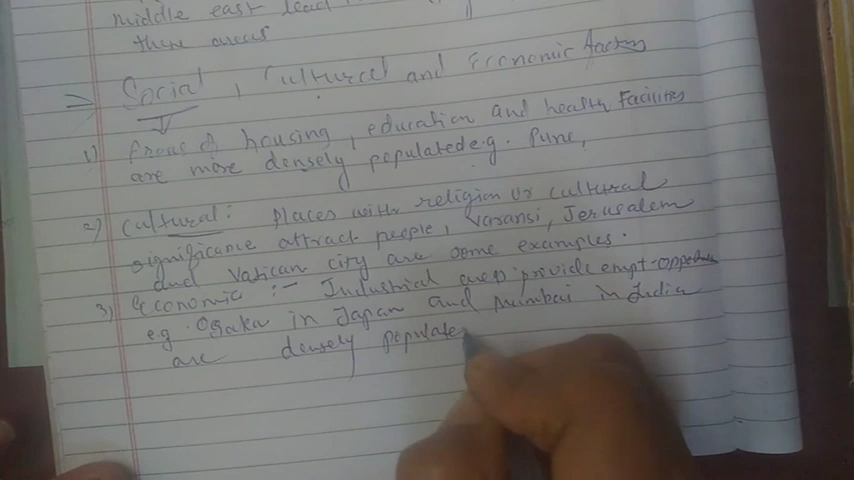 middle east lead
these areas
⇒ Social, Cultural and Economic factors
1) Areas of housing, education and health Facilities
are more densely populated e.g. Pune,
2) Cultural: Places with religion or cultural
significance attract people, Varansi, Jerusalem
and Vatican city are some examples.
3) Economic :- Industrial areas provide empt-
e.g. Osaka in Japan and Mumbai in India
are densely populate